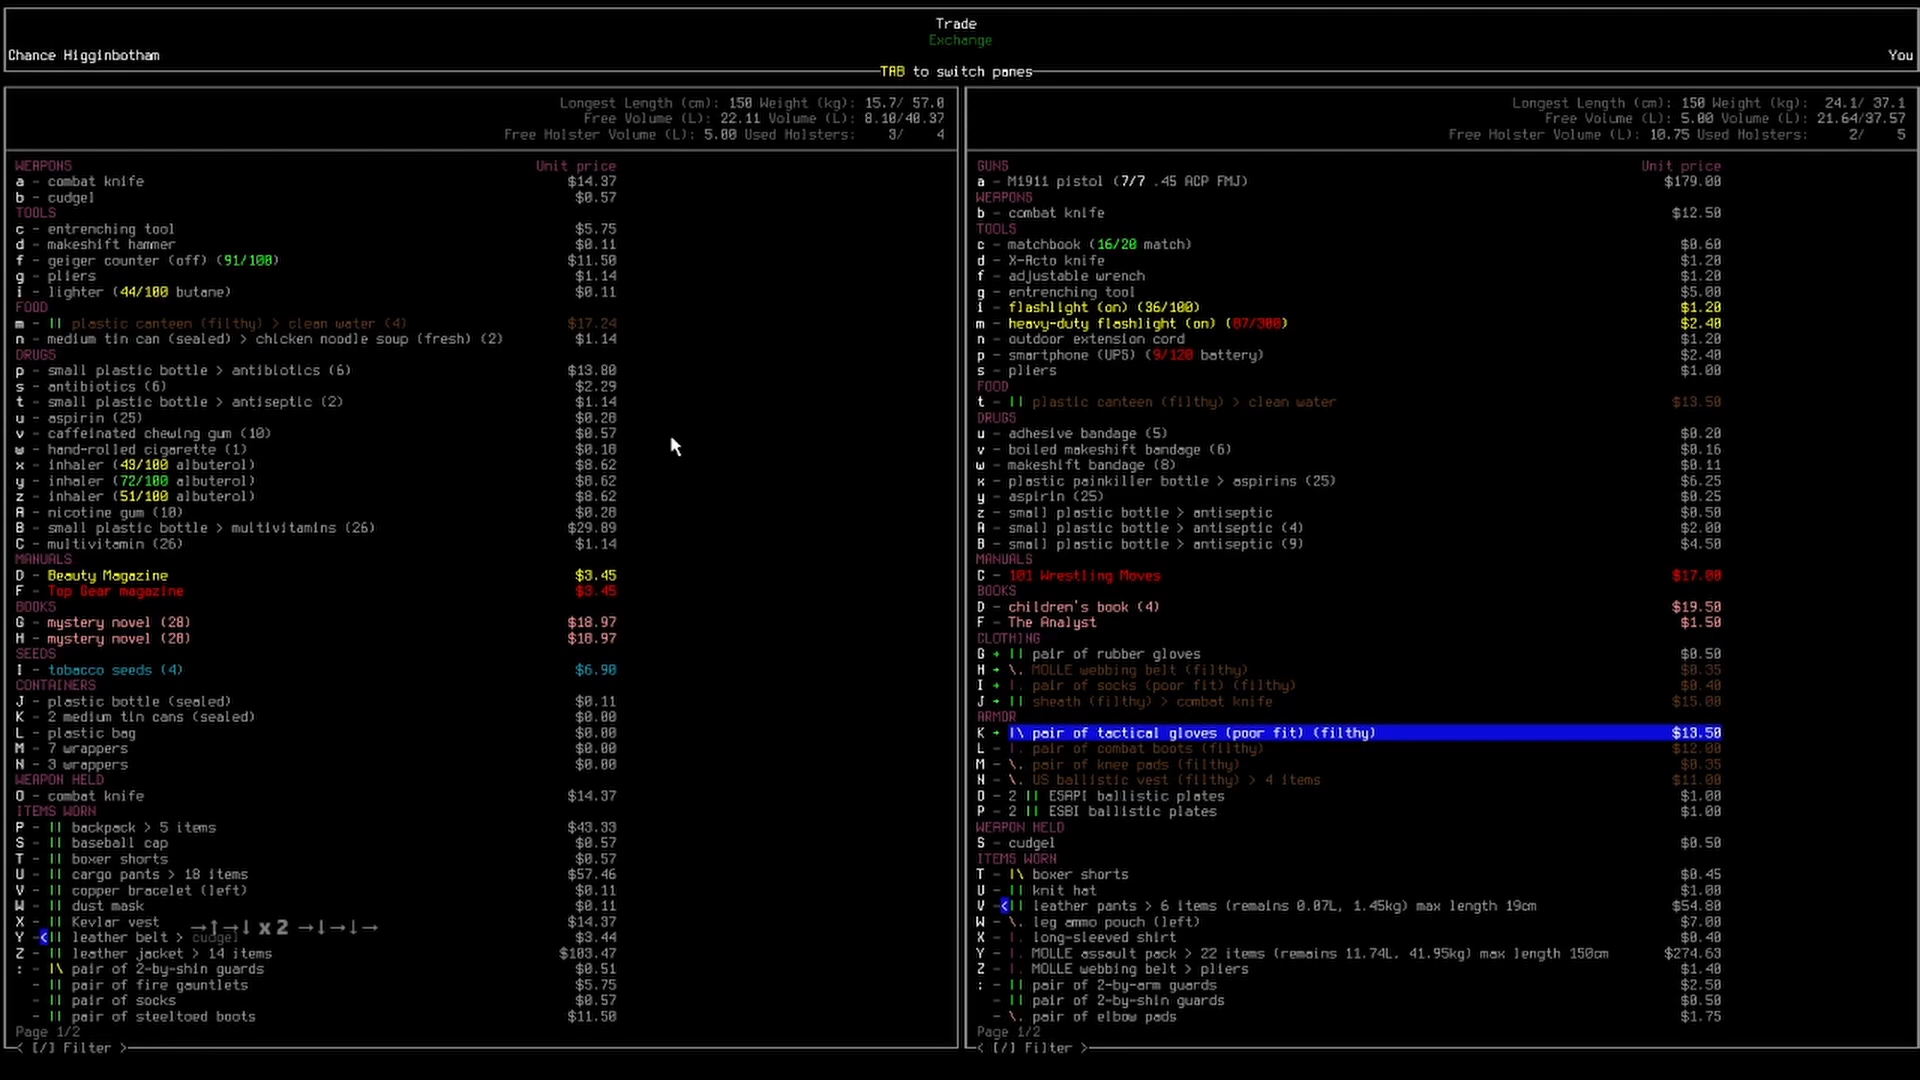 Trade
Exchange
Chance Higginbotham
You
TAB to switch panes
Longest Length (cm): 150 Weight (kg): 15.7/ 57.0
Free Volume (L): 22.11 Volume (L): 8.10/40.37
Free Holster Volume (L): 5.00 Used Holsters: 3/ 4
WEAPONS Unit price
a - combat knife $14.37
b - cudgel $0.57
TOOLS
c - entrenching tool $5.75
d - makeshift hammer $0.11
f - geiger counter (off) (91/100) $11.50
g - pliers $1.14
i - lighter (44/100 butane) $0.11
FOOD
m - || plastic canteen (filthy) > clean water (4) $17.24
n - medium tin can (sealed) > chicken noodle soup (fresh) (2) $1.14
DRUGS
p - small plastic bottle > antibiotics (6) $13.80
s - antibiotics (6) $2.29
t - small plastic bottle > antiseptic (2) $1.14
u - aspirin (25) $0.28
v - caffeinated chewing gum (10) $0.57
w - hand-rolled cigarette (1) $0.18
x - inhaler (43/100 albuterol) $8.62
y - inhaler (72/100 albuterol) $8.62
z - inhaler (51/100 albuterol) $8.62
A - nicotine gum (10) $0.28
B - small plastic bottle > multivitamins (26) $29.89
C - multivitamin (26) $1.14
MANUALS
D - Beauty Magazine $3.45
F - Top Gear magazine $3.45
BOOKS
G - mystery novel (28) $18.97
H - mystery novel (28) $18.97
SEEDS
I - tobacco seeds (4) $6.90
CONTAINERS
J - plastic bottle (sealed) $0.11
K - 2 medium tin cans (sealed) $0.00
L - plastic bag $0.00
M - 7 wrappers $0.00
N - 3 wrappers $0.00
WEAPON HELD
O - combat knife $14.37
ITEMS WORN
P - || backpack > 5 items $43.33
S - || baseball cap $0.57
T - || boxer shorts $0.57
U - || cargo pants > 18 items $57.46
V - || copper bracelet (left) $0.11
W - || dust mask $0.11
X - || Kevlar vest $14.37
→↑→↓ x 2 →↓→↓→
Y -<|| leather belt > cudgel $3.44
Z - || leather jacket > 14 items $103.47
: - |\ pair of 2-by-shin guards $0.51
- || pair of fire gauntlets $5.75
- || pair of socks $0.57
- || pair of steeltoed boots $11.50
Page 1/2
< [/] Filter >
Longest Length (cm): 150 Weight (kg): 24.1/ 37.1
Free Volume (L): 5.00 Volume (L): 21.64/37.57
Free Holster Volume (L): 10.75 Used Holsters: 2/ 5
GUNS Unit price
a - M1911 pistol (7/7 .45 ACP FMJ) $179.00
WEAPONS
b - combat knife $12.50
TOOLS
c - matchbook (16/20 match) $0.60
d - X-Acto knife $1.20
f - adjustable wrench $1.20
g - entrenching tool $5.00
i - flashlight (on) (36/100) $1.20
m - heavy-duty flashlight (on) (87/300) $2.40
n - outdoor extension cord $1.20
p - smartphone (UPS) (9/120 battery) $2.40
s - pliers $1.00
FOOD
t - || plastic canteen (filthy) > clean water $13.50
DRUGS
u - adhesive bandage (5) $0.20
v - boiled makeshift bandage (6) $0.16
w - makeshift bandage (8) $0.11
x - plastic painkiller bottle > aspirins (25) $6.25
y - aspirin (25) $0.25
z - small plastic bottle > antiseptic $0.50
A - small plastic bottle > antiseptic (4) $2.00
B - small plastic bottle > antiseptic (9) $4.50
MANUALS
C - 101 Wrestling Moves $17.00
BOOKS
D - children's book (4) $19.50
F - The Analyst $1.50
CLOTHING
G + || pair of rubber gloves $0.50
H + \. MOLLE webbing belt (filthy) $0.35
I + |. pair of socks (poor fit) (filthy) $0.40
J + || sheath (filthy) > combat knife $15.00
ARMOR
K + |\ pair of tactical gloves (poor fit) (filthy) $13.50
L - |. pair of combat boots (filthy) $12.00
M - \. pair of knee pads (filthy) $0.35
N - \. US ballistic vest (filthy) > 4 items $11.00
O - 2 || ESAPI ballistic plates $1.00
P - 2 || ESBI ballistic plates $1.00
WEAPON HELD
S - cudgel $0.50
ITEMS WORN
T - |\ boxer shorts $0.45
U - || knit hat $1.00
V -<|| leather pants > 6 items (remains 0.07L, 1.45kg) max length 19cm $54.80
W - \. leg ammo pouch (left) $7.00
X - |. long-sleeved shirt $0.40
Y - |. MOLLE assault pack > 22 items (remains 11.74L, 41.95kg) max length 150cm $274.63
Z - |. MOLLE webbing belt > pliers $1.40
: - || pair of 2-by-arm guards $2.50
- || pair of 2-by-shin guards $0.50
- \. pair of elbow pads $1.75
Page 1/2
< [/] Filter >